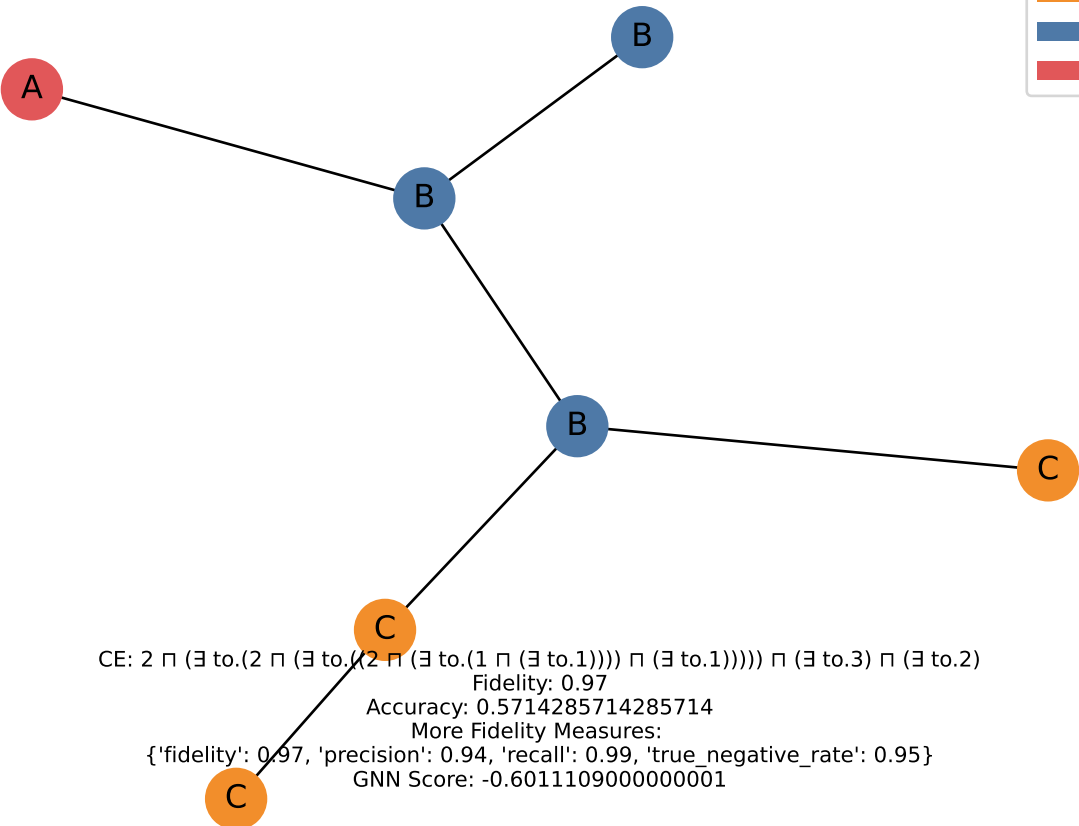 B
A
B
B
C
C
CE: 2 ⊓ (∃ to.(2 ⊓ (∃ to.((2 ⊓ (∃ to.(1 ⊓ (∃ to.1)))) ⊓ (∃ to.1))))) ⊓ (∃ to.3) ⊓ (∃ to.2)
Fidelity: 0.97
Accuracy: 0.5714285714285714
More Fidelity Measures:
{'fidelity': 0.97, 'precision': 0.94, 'recall': 0.99, 'true_negative_rate': 0.95}
GNN Score: -0.6011109000000001
C